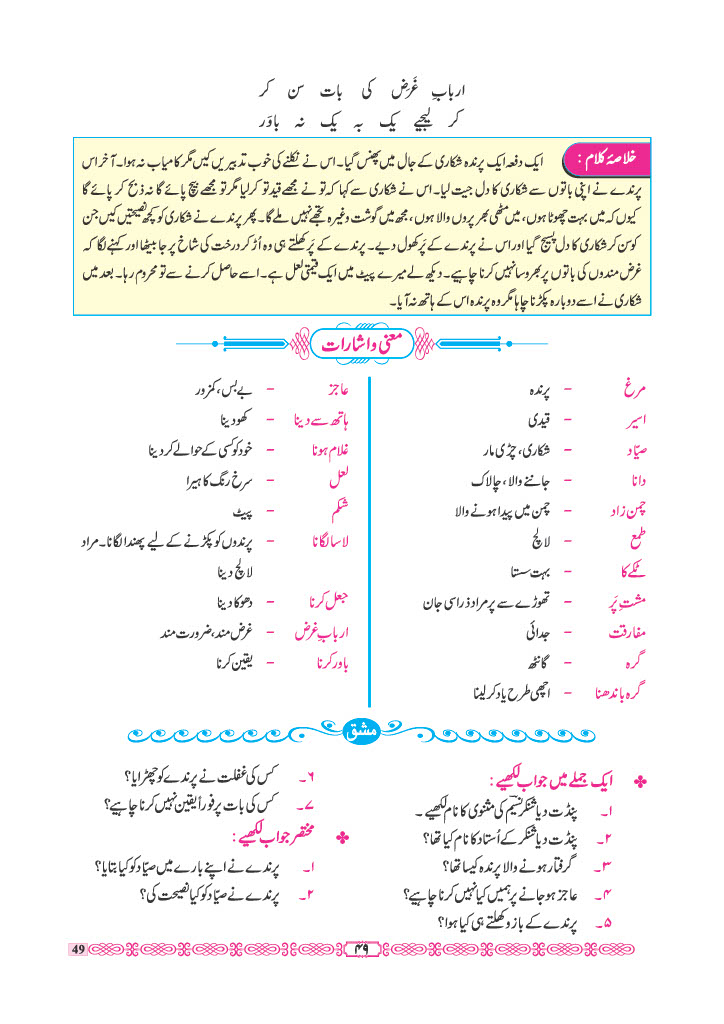 اربابِ غَرَض کی بات سن کر
کر لیجیے یک بہ یک نہ باوَر
خلاصۂ کلام : ایک دفعہ ایک پرندہ شکاری کے جال میں پھنس گیا۔ اس نے نکلنے کی خوب تدبیریں کیں مگر کامیاب نہ ہوا۔ آخر اس
پرندے نے اپنی باتوں سے شکاری کا دل جیت لیا۔ اس نے شکاری سے کہا کہ تو نے مجھے قید تو کر لیا مگر تو مجھے بیچ پائے گا نہ ذبح کر پائے گا
کیوں کہ میں بہت چھوٹا ہوں، میں مٹھی بھر پروں والا ہوں، مجھ میں گوشت وغیرہ تجھے نہیں ملے گا۔ پھر پرندے نے شکاری کو کچھ نصیحتیں کیں جن
کو سن کر شکاری کا دل پسیج گیا اور اس نے پرندے کے پَر کھول دیے۔ پرندے کے پَر کھلتے ہی وہ اُڑ کر درخت کی شاخ پر جا بیٹھا اور کہنے لگا کہ
غرض مندوں کی باتوں پر بھروسا نہیں کرنا چاہیے۔ دیکھ لے میرے پیٹ میں ایک قیمتی لعل ہے۔ اسے حاصل کرنے سے تو محروم رہا۔ بعد میں
شکاری نے اسے دوبارہ پکڑنا چاہا مگر وہ پرندہ اس کے ہاتھ نہ آیا۔
معنی و اشارات
مرغ – پرندہ
اسیر – قیدی
صیّاد – شکاری، چڑی مار
دانا – جاننے والا، چالاک
چمن زاد – چمن میں پیدا ہونے والا
طمع – لالچ
ٹکے کا – بہت سستا
مشتِ پَر – تھوڑے سے پر مراد ذرا سی جان
مفارقت – جدائی
گرہ – گانٹھ
گرہ باندھنا – اچھی طرح یاد کر لینا
عاجز – بے بس، کمزور
ہاتھ سے دینا – کھو دینا
غلام ہونا – خود کو کسی کے حوالے کر دینا
لعل – سرخ رنگ کا ہیرا
شکم – پیٹ
لاسا لگانا – پرندوں کو پکڑنے کے لیے پھندا لگانا۔ مراد
لالچ دینا
جعل کرنا – دھوکا دینا
اربابِ غرض – غرض مند، ضرورت مند
باور کرنا – یقین کرنا
مشق
ایک جملے میں جواب لکھیے :
۱۔ پنڈت دیا شنکر نسیؔم کی مثنوی کا نام لکھیے ۔
۲۔ پنڈت دیا شنکر کے اُستاد کا نام کیا تھا؟
۳۔ گرفتار ہونے والا پرندہ کیسا تھا؟
۴۔ عاجز ہو جانے پر ہمیں کیا نہیں کرنا چاہیے؟
۵۔ پرندے کے بازو کھلتے ہی کیا ہوا؟
۶۔ کس کی غفلت نے پرندے کو چھڑایا؟
۷۔ کس کی بات پر فوراً یقین نہیں کرنا چاہیے؟
مختصر جواب لکھیے :
۱۔ پرندے نے اپنے بارے میں صیّاد کو کیا بتایا؟
۲۔ پرندے نے صیّاد کو کیا نصیحت کی؟
۴۹
49